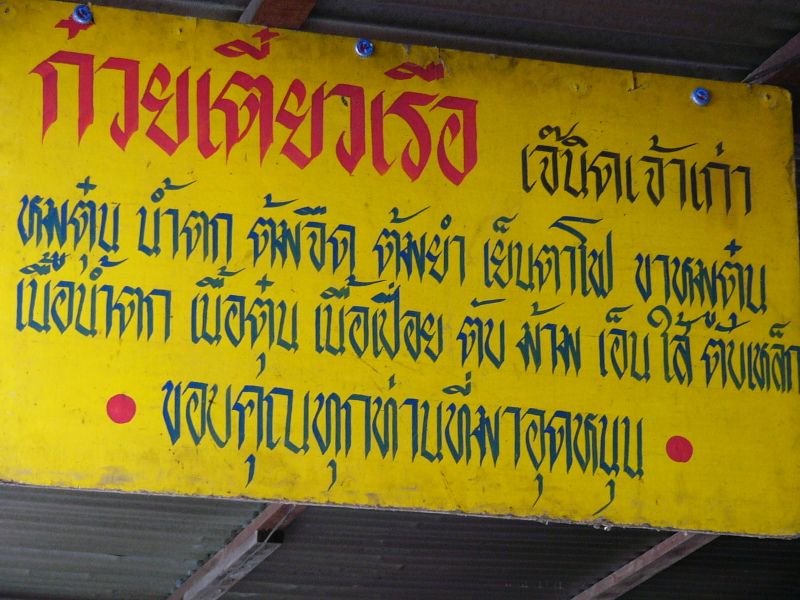 ก๋วยเตี๋ยวเรือ เจ๊นิดเจ้าเก่า
หมูตุ๋น น้ำตก ต้มจืด ต้มยำ เย็นตาโฟ ขาหมูตุ๋น
เนื้อน้ำตก เนื้อตุ๋น เนื้อเปื่อย ตับ ม้าม เอ็น ไส้ ตับเหล็ก
ขอบคุณทุกท่านที่มาอุดหนุน